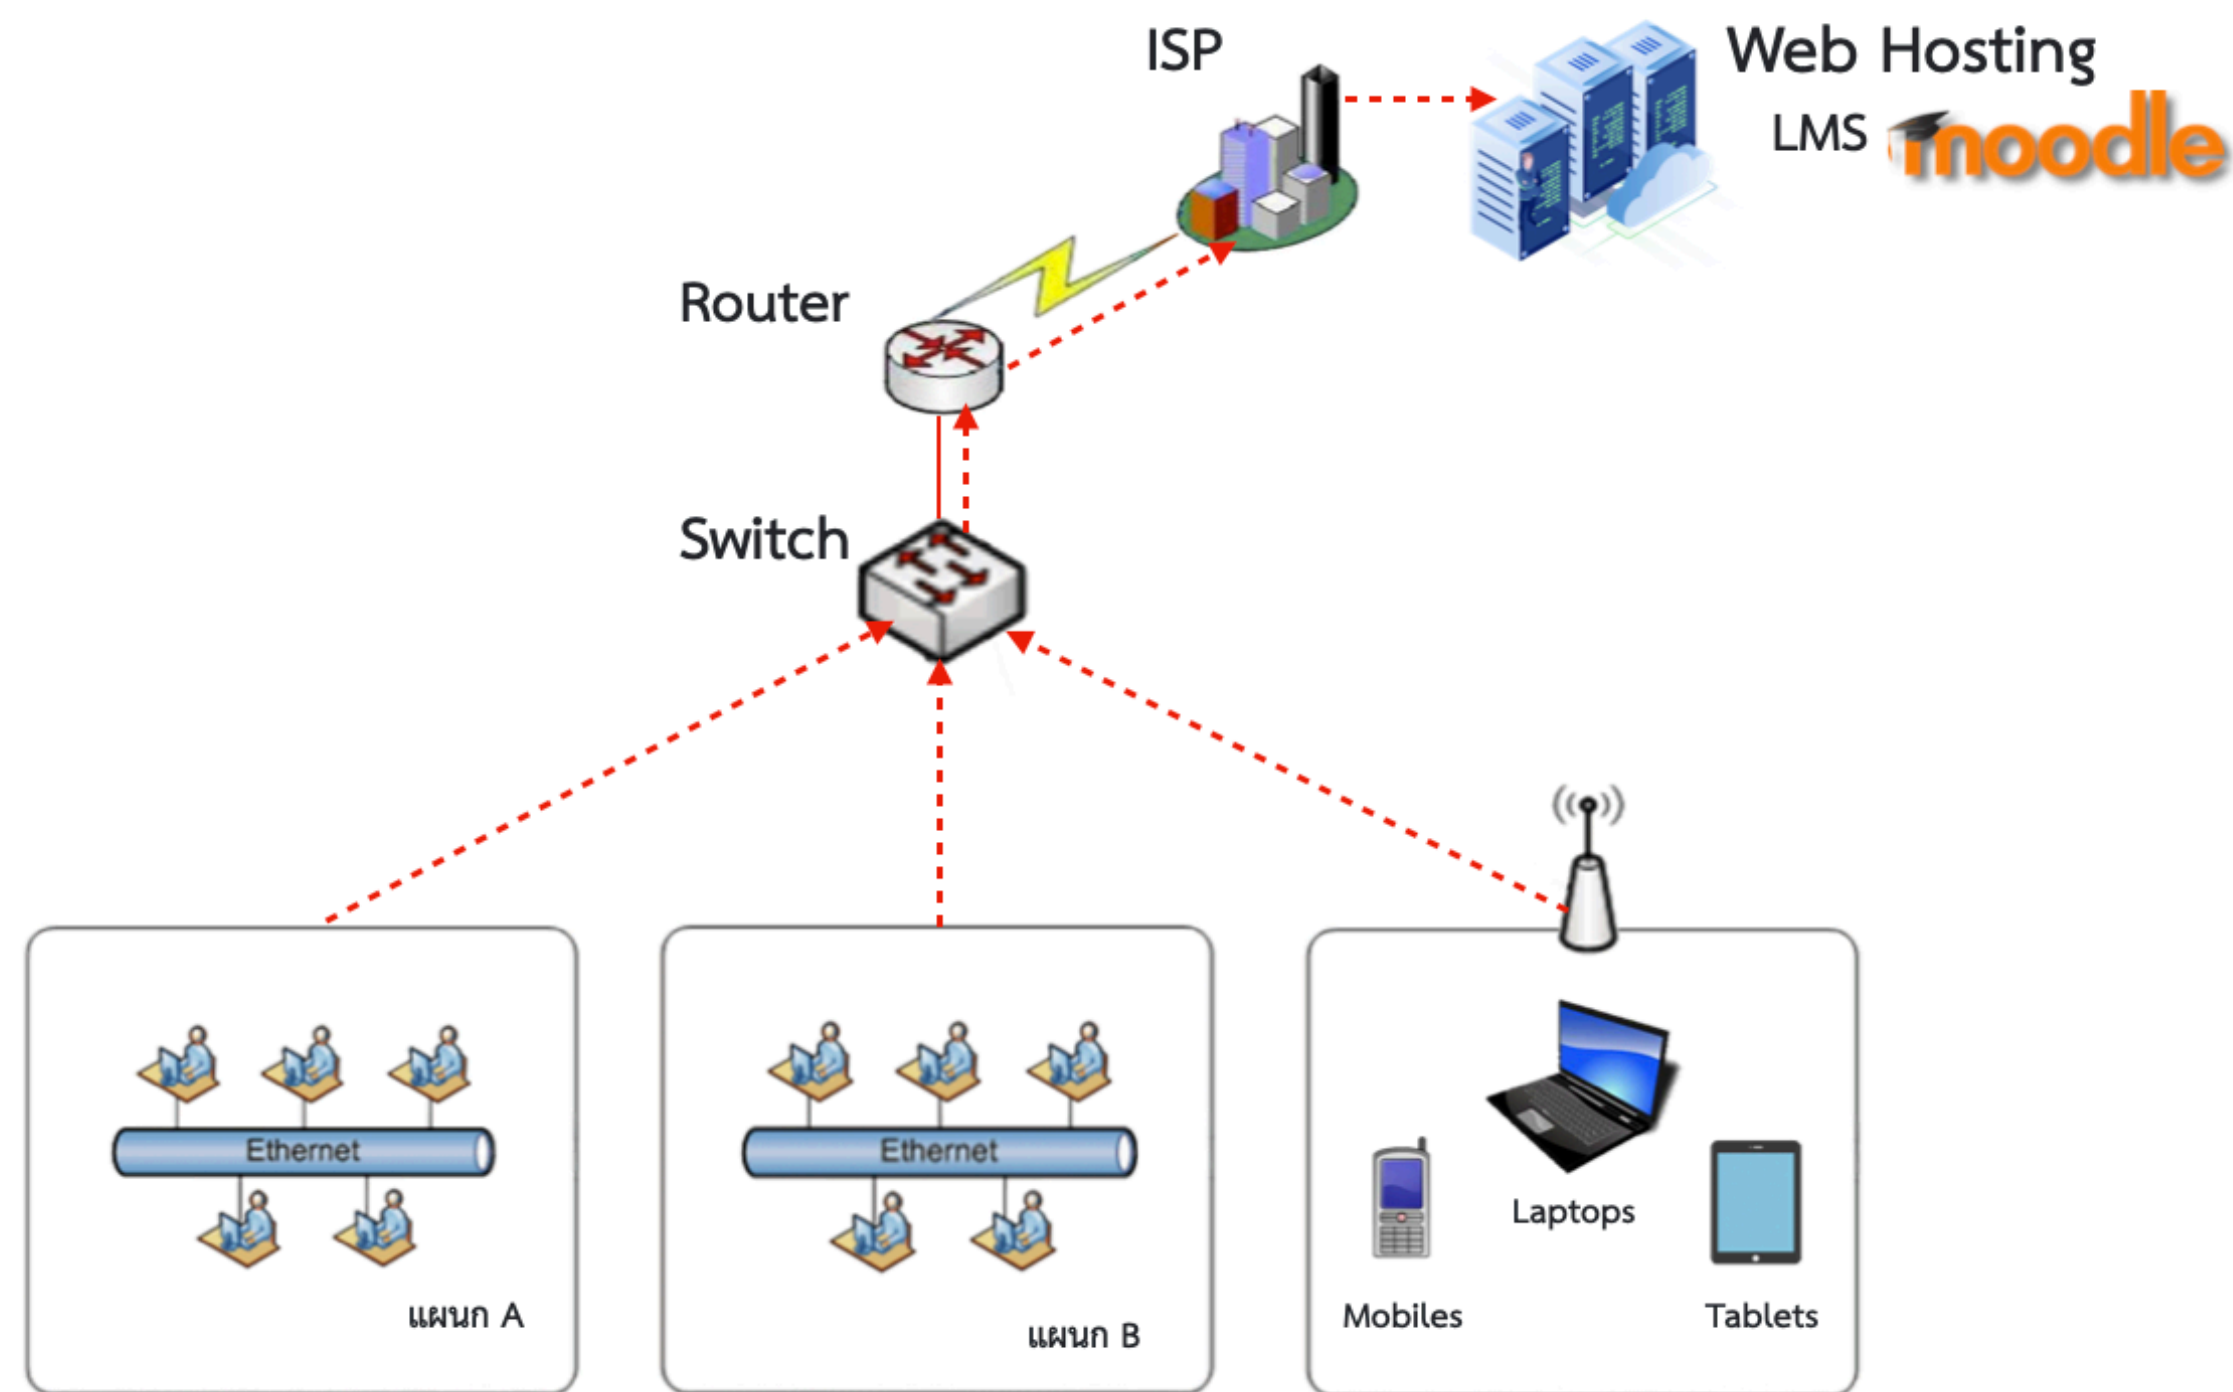 ISP
Web Hosting
LMS moodle
Router
Switch
Ethernet
แผนก A
Ethernet
แผนก B
Laptops
Mobiles
Tablets